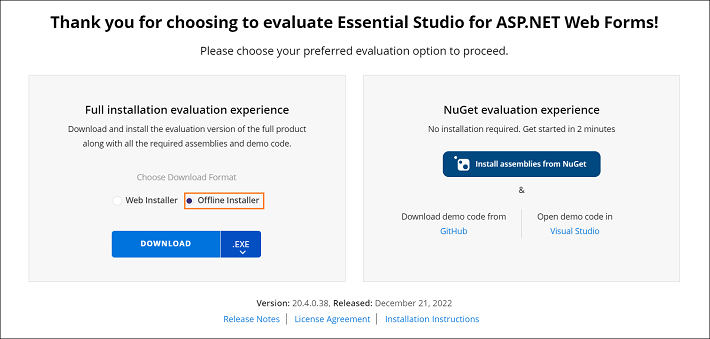 Thank you for choosing to evaluate Essential Studio for ASP.NET Web Forms!
Please choose your preferred evaluation option to proceed.
Full installation evaluation experience
Download and install the evaluation version of the full product
along with all the required assemblies and demo code.
Choose Download Format
Web Installer Offline Installer
DOWNLOAD .EXE
NuGet evaluation experience
No installation required. Get started in 2 minutes
Install assemblies from NuGet
&
Download demo code from
GitHub
Open demo code in
Visual Studio
Version: 20.4.0.38, Released: December 21, 2022
Release Notes | License Agreement | Installation Instructions